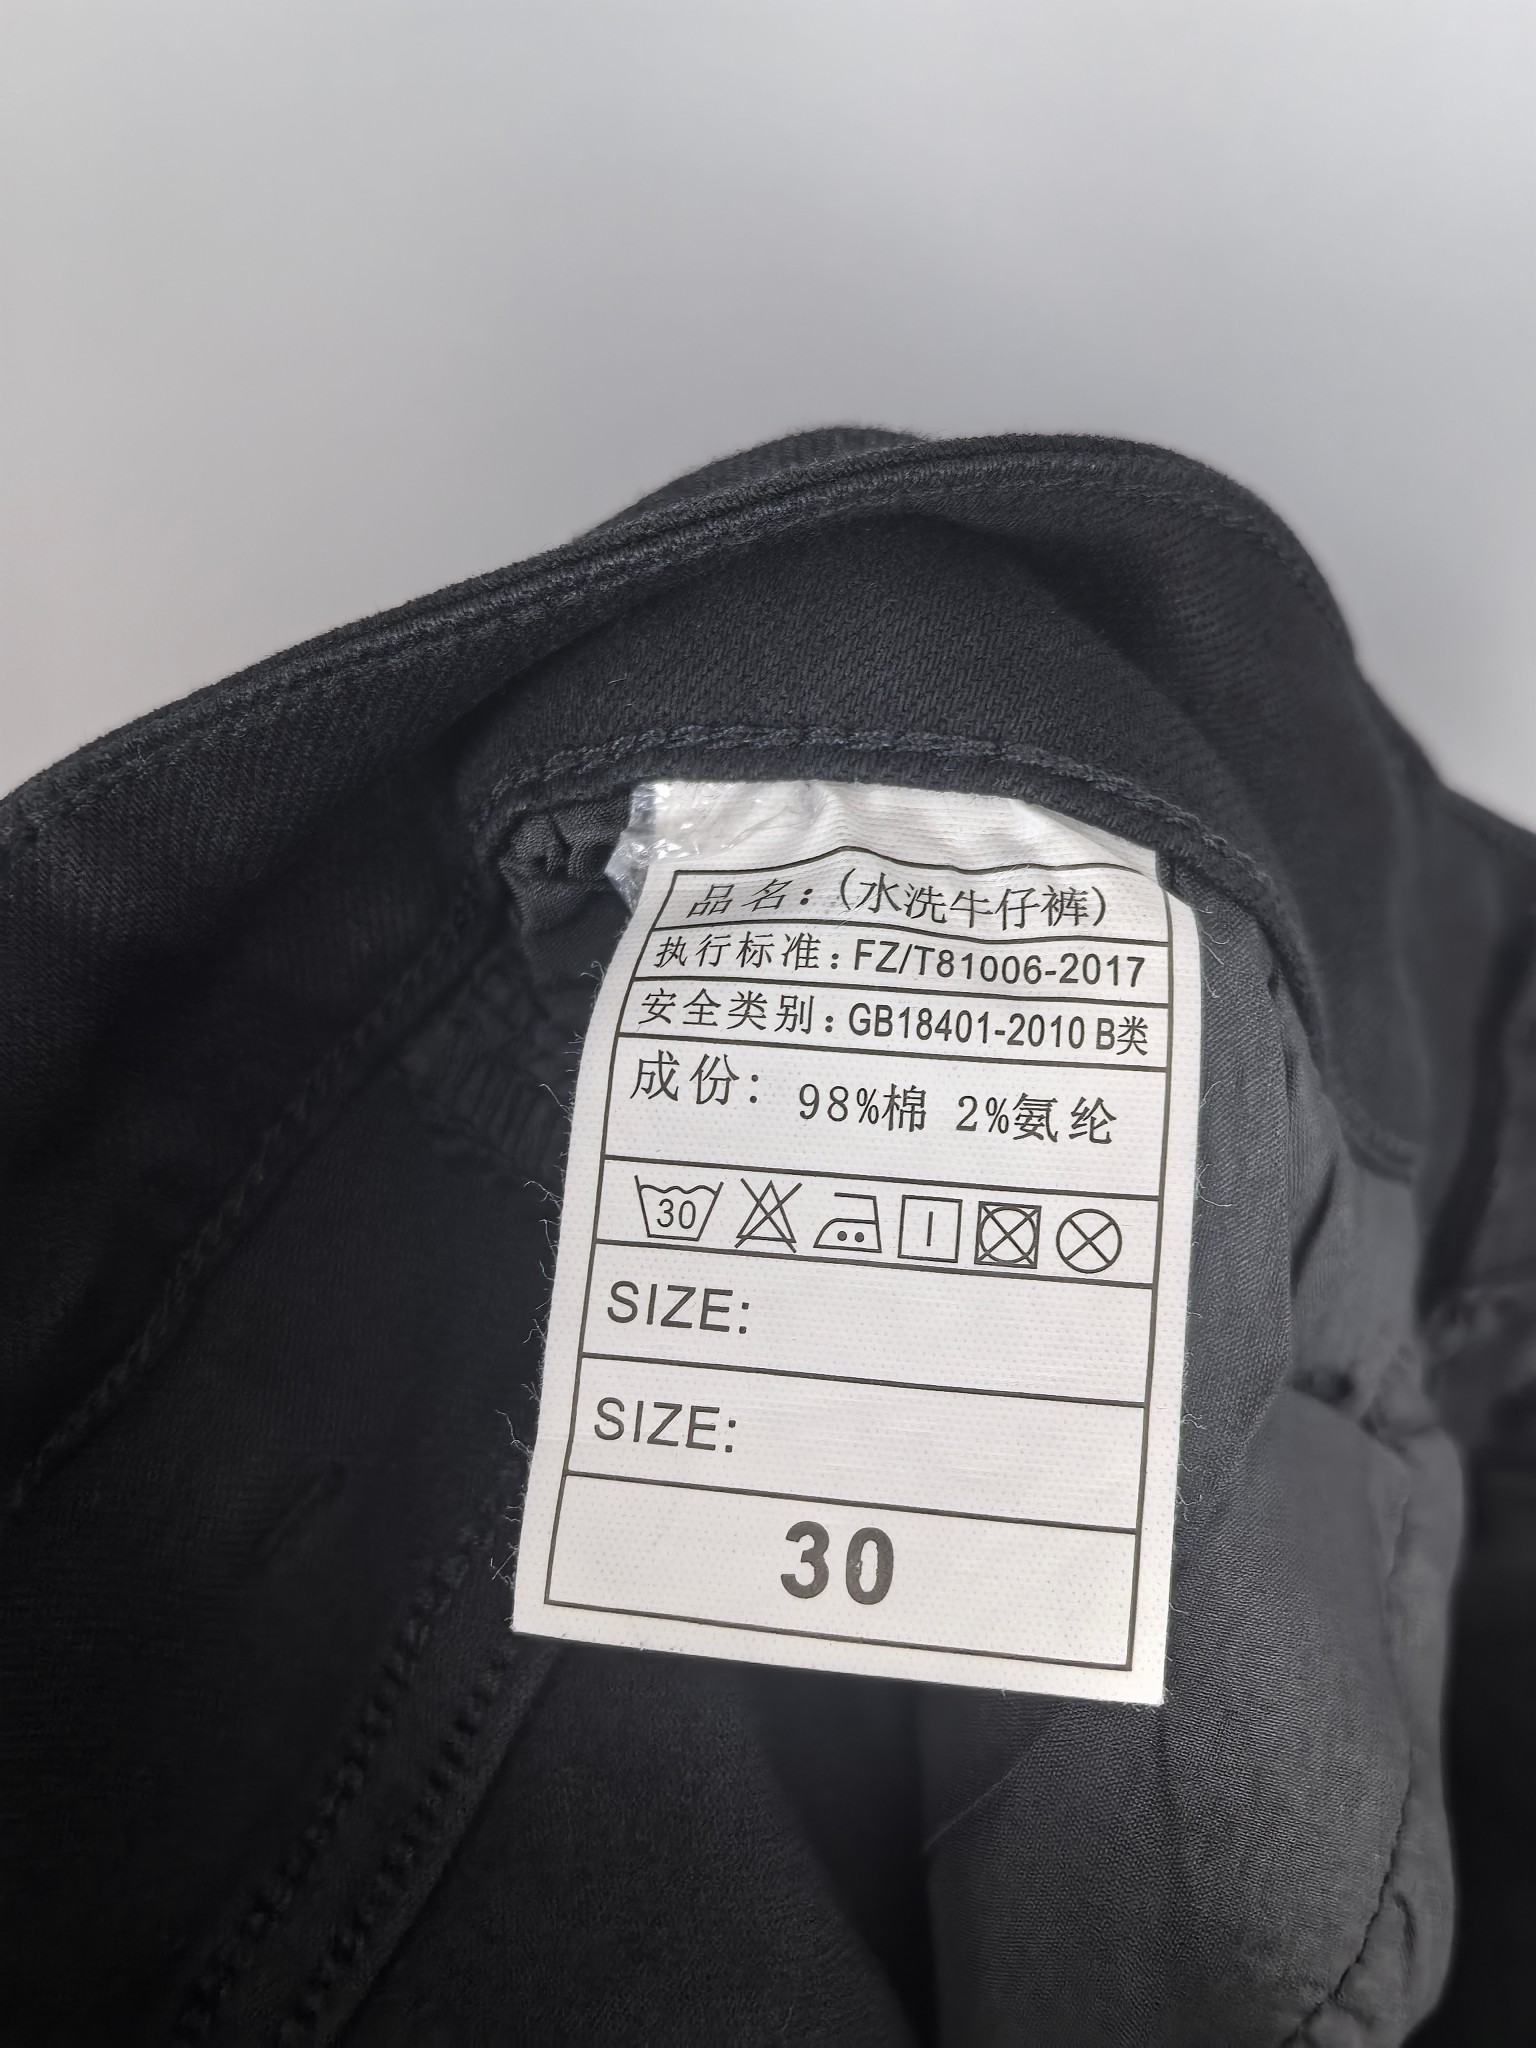 品名：(水洗牛仔裤)
执行标准：FZ/T81006-2017
安全类别：GB18401-2010 B类
成份： 98%棉 2%氨纶
30
SIZE:
SIZE:
30